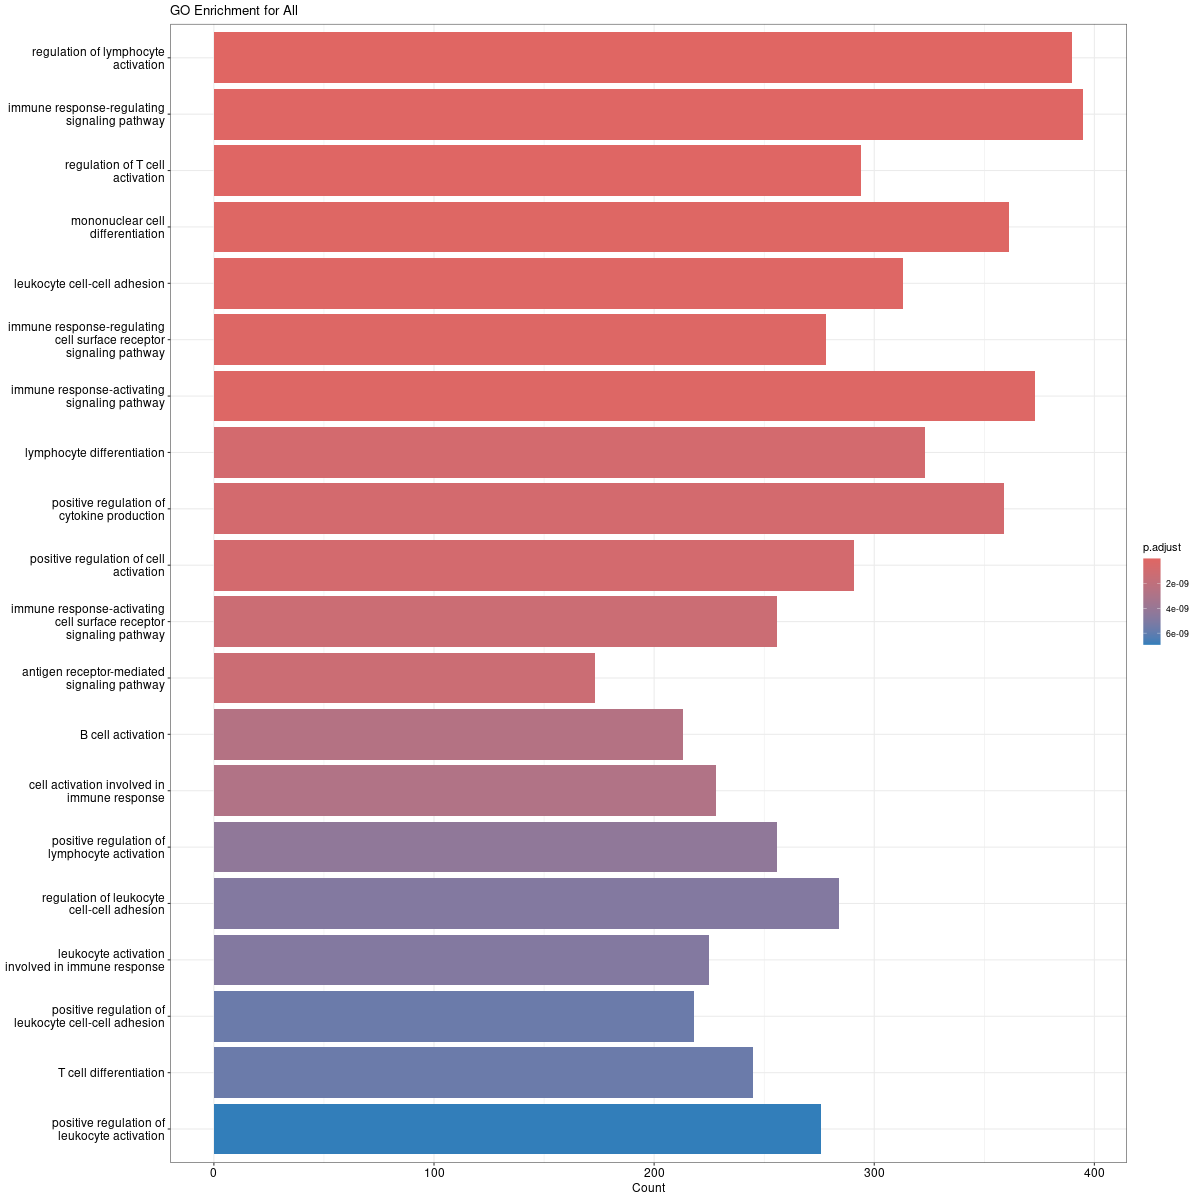 GO Enrichment for All
regulation of lymphocyte
activation
immune response-regulating
signaling pathway
regulation of T cell
activation
mononuclear cell
differentiation
leukocyte cell-cell adhesion
immune response-regulating
cell surface receptor
signaling pathway
immune response-activating
signaling pathway
lymphocyte differentiation
positive regulation of
cytokine production
positive regulation of cell
activation
immune response-activating
cell surface receptor
signaling pathway
antigen receptor-mediated
signaling pathway
B cell activation
cell activation involved in
immune response
positive regulation of
lymphocyte activation
regulation of leukocyte
cell-cell adhesion
leukocyte activation
involved in immune response
positive regulation of
leukocyte cell-cell adhesion
T cell differentiation
positive regulation of
leukocyte activation
0 100 200 300 400
Count
p.adjust
2e-09
4e-09
6e-09